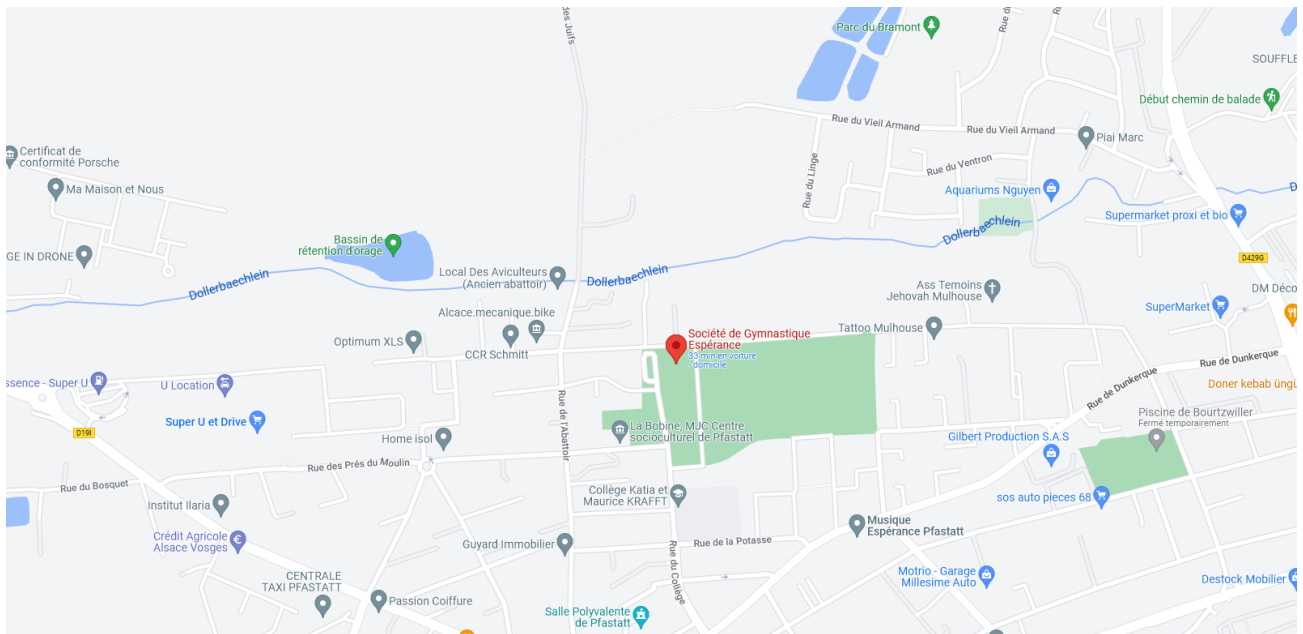 des Juifs
Parc du Bramont
SOUFFLE
Début chemin de balade
Rue du Vieil Armand
Rue du Vieil Armand
Piai Marc
Certificat de
conformité Porsche
Rue du Linge
Rue du Ventron
Ma Maison et Nous
Aquariums Nguyen
Supermarket proxi et bio
D
Bassin de
rétention d'orage
Dollerbaechlein
GE IN DRONE
D429G
Dollerbaechlein
Local Des Aviculteurs
(Ancien abattoir)
Dollerbaechlein
Ass Temoins
Jehovah Mulhouse
DM Déco
Alcace.mecanique.bike
SuperMarket
Optimum XLS
CCR Schmitt
Société de Gymnastique
Espérance
33 min en voiture
domicile
Tattoo Mulhouse
Rue de Dunkerque
essence - Super U
U Location
Rue de Dunkerque
Doner kebab üngü
Super U et Drive
Rue de l'Abattoir
D19I
Home isol
La Bobine, MJC Centre
socioculturel de Pfastatt
Piscine de Bourtzwiller
Fermé temporairement
Gilbert Production S.A.S
Rue des Prés du Moulin
Rue du Bosquet
Collège Katia et
Maurice KRAFFT
sos auto pieces 68
Institut Ilaria
Musique
Espérance Pfastatt
Crédit Agricole
Alsace Vosges
Guyard Immobilier
Rue de la Potasse
Rue du Collège
CENTRALE
TAXI PFASTATT
Passion Coiffure
Motrio - Garage
Millesime Auto
Destock Mobilier
Salle Polyvalente
de Pfastatt